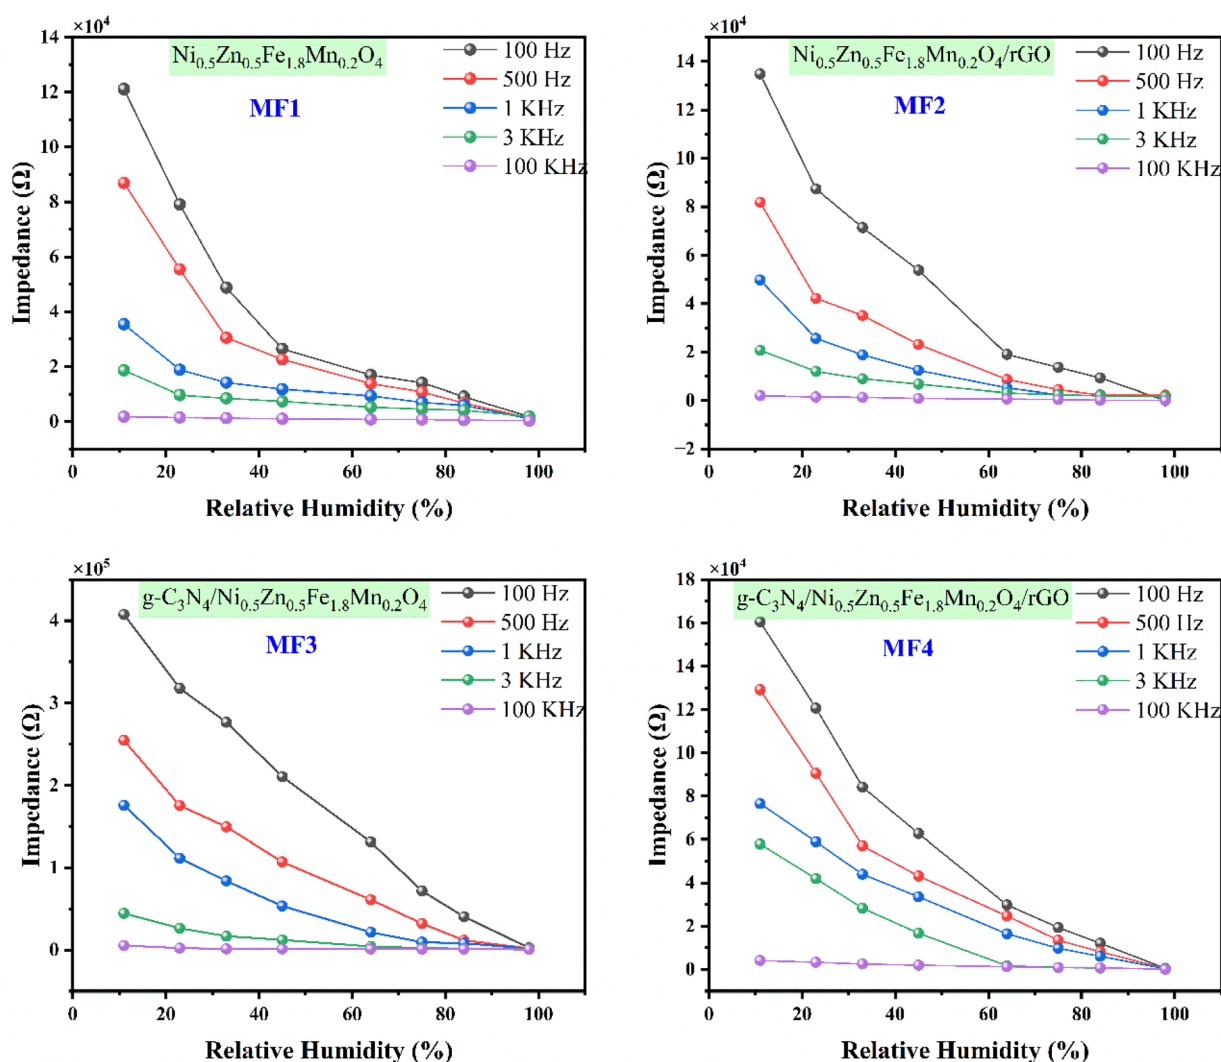 ×10⁴
Ni₀.₅Zn₀.₅Fe₁.₈Mn₀.₂O₄
MF1
100 Hz
500 Hz
1 KHz
3 KHz
100 KHz
14
12
10
8
6
4
2
0
Impedance (Ω)
0 20 40 60 80 100
Relative Humidity (%)
×10⁴
Ni₀.₅Zn₀.₅Fe₁.₈Mn₀.₂O₄/rGO
MF2
100 Hz
500 Hz
1 KHz
3 KHz
100 KHz
14
12
10
8
6
4
2
0
−2
Impedance (Ω)
0 20 40 60 80 100
Relative Humidity (%)
×10⁵
g-C₃N₄/Ni₀.₅Zn₀.₅Fe₁.₈Mn₀.₂O₄
MF3
100 Hz
500 Hz
1 KHz
3 KHz
100 KHz
4
3
2
1
0
Impedance (Ω)
0 20 40 60 80 100
Relative Humidity (%)
×10⁴
g-C₃N₄/Ni₀.₅Zn₀.₅Fe₁.₈Mn₀.₂O₄/rGO
MF4
100 Hz
500 Hz
1 KHz
3 KHz
100 KHz
18
16
14
12
10
8
6
4
2
0
Impedance (Ω)
0 20 40 60 80 100
Relative Humidity (%)